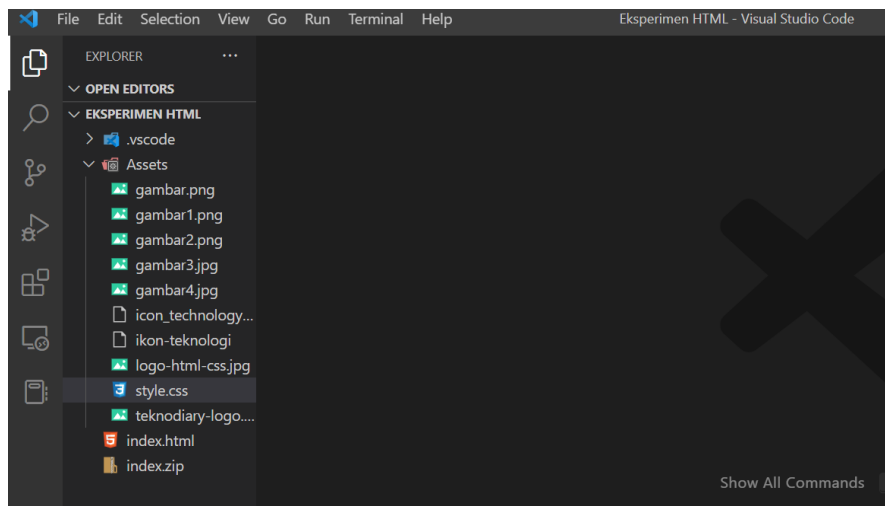 File Edit Selection View Go Run Terminal Help Eksperimen HTML - Visual Studio Code
EXPLORER ...
OPEN EDITORS
EKSPERIMEN HTML
.vscode
Assets
gambar.png
gambar1.png
gambar2.png
gambar3.jpg
gambar4.jpg
icon_technology...
ikon-teknologi
logo-html-css.jpg
style.css
teknodiary-logo....
index.html
index.zip
Show All Commands